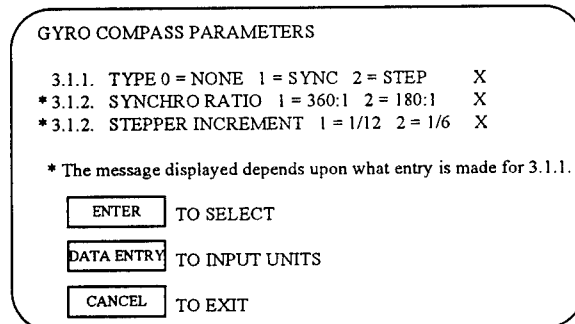 GYRO COMPASS PARAMETERS
3.1.1. TYPE 0 = NONE 1 = SYNC 2 = STEP X
* 3.1.2. SYNCHRO RATIO 1 = 360:1 2 = 180:1 X
* 3.1.2. STEPPER INCREMENT 1 = 1/12 2 = 1/6 X
* The message displayed depends upon what entry is made for 3.1.1.
ENTER TO SELECT
DATA ENTRY TO INPUT UNITS
CANCEL TO EXIT